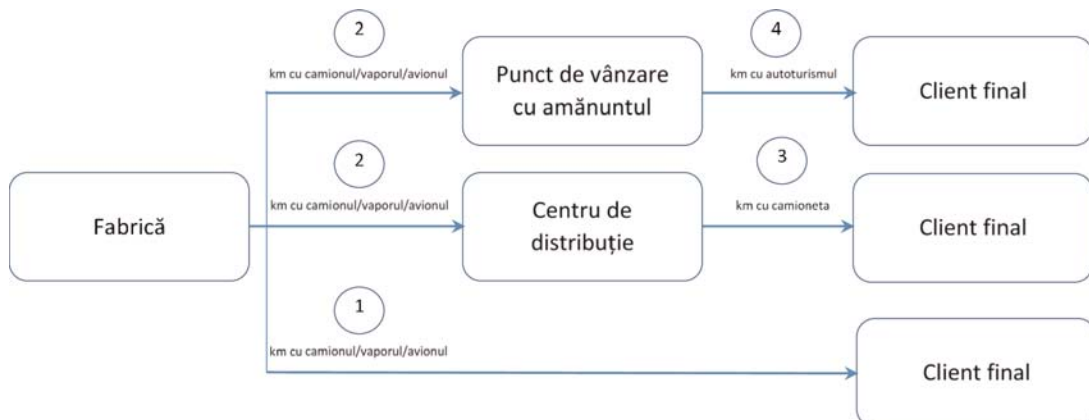 2
km cu camionul/vaporul/avionul
Punct de vânzare
cu amănuntul
4
km cu autoturismul
Client final
Fabrică
2
km cu camionul/vaporul/avionul
Centru de
distribuție
3
km cu camioneta
Client final
1
km cu camionul/vaporul/avionul
Client final